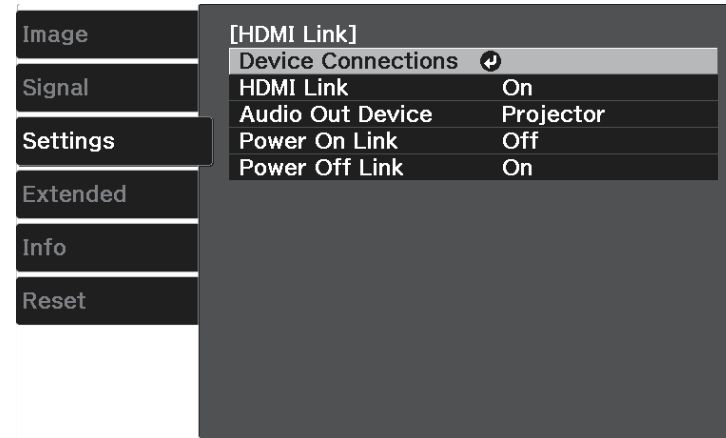 Image
Signal
Settings
Extended
Info
Reset
[HDMI Link]
Device Connections
HDMI Link On
Audio Out Device Projector
Power On Link Off
Power Off Link On